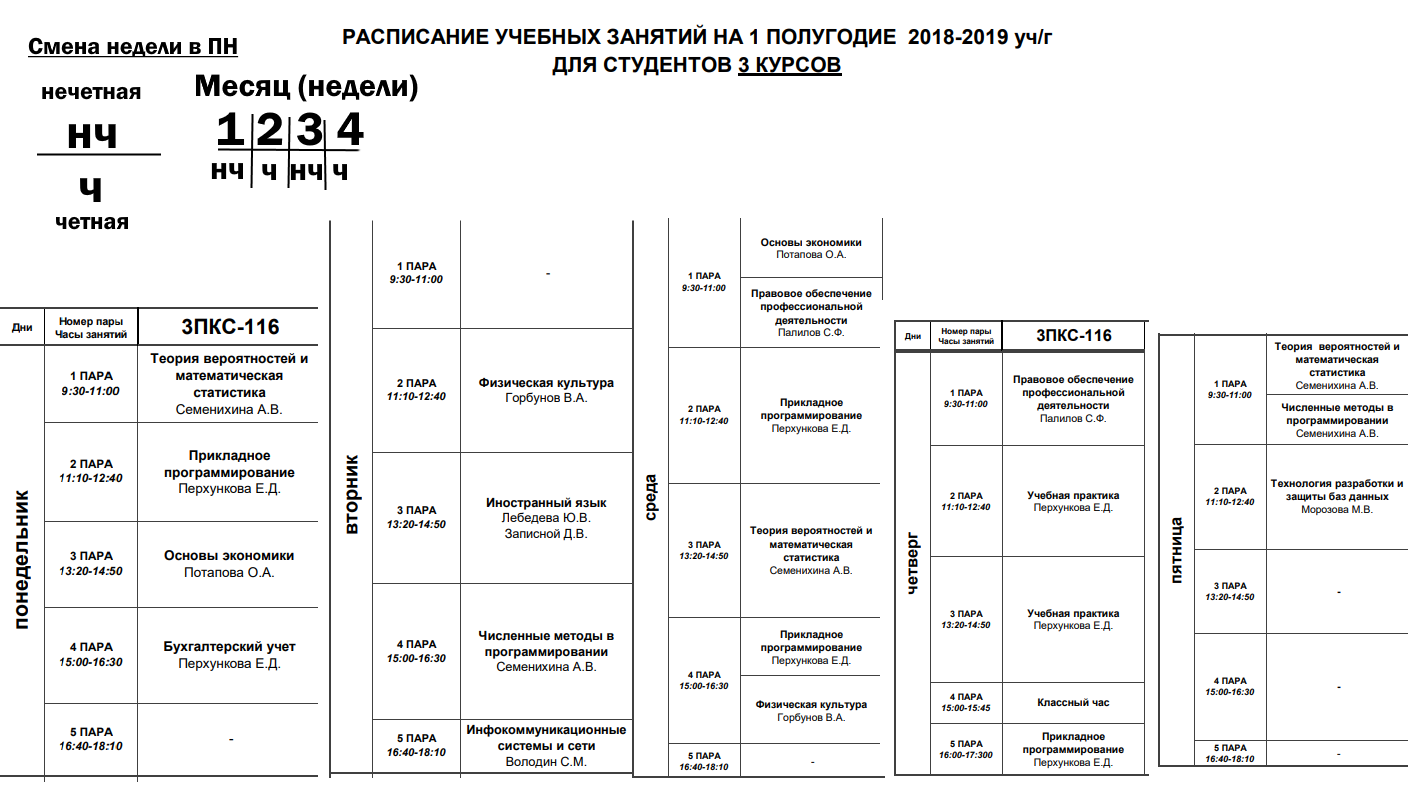 РАСПИСАНИЕ УЧЕБНЫХ ЗАНЯТИЙ НА 1 ПОЛУГОДИЕ 2018-2019 уч/г
ДЛЯ СТУДЕНТОВ 3 КУРСОВ
Смена недели в ПН
нечетная
нч
ч
четная
Месяц (недели)
1 2 3 4
нч ч нч ч
Дни
Номер пары
Часы занятий
3ПКС-116
понедельник
1 ПАРА
9:30-11:00
Теория вероятностей и
математическая
статистика
Семенихина А.В.
2 ПАРА
11:10-12:40
Прикладное
программирование
Перхункова Е.Д.
3 ПАРА
13:20-14:50
Основы экономики
Потапова О.А.
4 ПАРА
15:00-16:30
Бухгалтерский учет
Перхункова Е.Д.
5 ПАРА
16:40-18:10
-
вторник
1 ПАРА
9:30-11:00
-
2 ПАРА
11:10-12:40
Физическая культура
Горбунов В.А.
3 ПАРА
13:20-14:50
Иностранный язык
Лебедева Ю.В.
Записной Д.В.
4 ПАРА
15:00-16:30
Численные методы в
программировании
Семенихина А.В.
5 ПАРА
16:40-18:10
Инфокоммуникационные
системы и сети
Володин С.М.
среда
1 ПАРА
9:30-11:00
Основы экономики
Потапова О.А.
Правовое обеспечение
профессиональной
деятельности
Палилов С.Ф.
2 ПАРА
11:10-12:40
Прикладное
программирование
Перхункова Е.Д.
3 ПАРА
13:20-14:50
Теория вероятностей и
математическая
статистика
Семенихина А.В.
4 ПАРА
15:00-16:30
Прикладное
программирование
Перхункова Е.Д.
Физическая культура
Горбунов В.А.
5 ПАРА
16:40-18:10
-
Дни
Номер пары
Часы занятий
3ПКС-116
четверг
1 ПАРА
9:30-11:00
Правовое обеспечение
профессиональной
деятельности
Палилов С.Ф.
2 ПАРА
11:10-12:40
Учебная практика
Перхункова Е.Д.
3 ПАРА
13:20-14:50
Учебная практика
Перхункова Е.Д.
4 ПАРА
15:00-15:45
Классный час
5 ПАРА
16:00-17:300
Прикладное
программирование
Перхункова Е.Д.
пятница
1 ПАРА
9:30-11:00
Теория вероятностей и
математическая
статистика
Семенихина А.В.
Численные методы в
программировании
Семенихина А.В.
2 ПАРА
11:10-12:40
Технология разработки и
защиты баз данных
Морозова М.В.
3 ПАРА
13:20-14:50
-
4 ПАРА
15:00-16:30
-
5 ПАРА
16:40-18:10
-